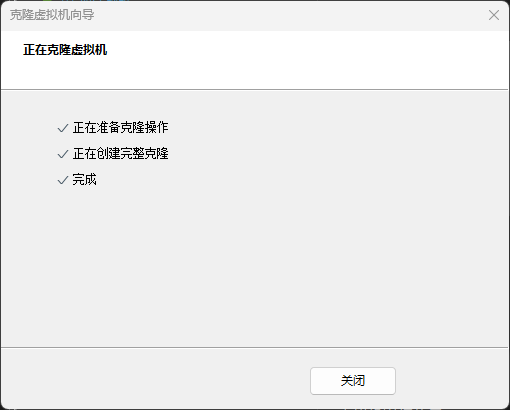 克隆虚拟机向导
正在克隆虚拟机
正在准备克隆操作
正在创建完整克隆
完成
关闭